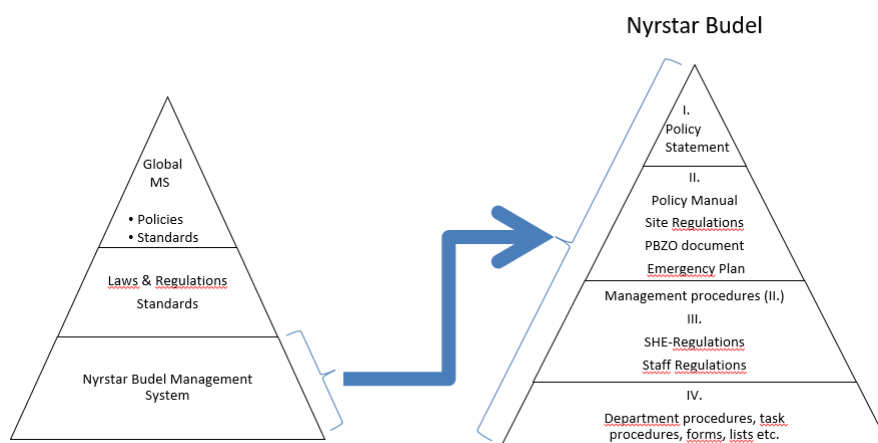 Nyrstar Budel
Global
MS
• Policies
• Standards
Laws & Regulations
Standards
Nyrstar Budel Management
System
I.
Policy
Statement
II.
Policy Manual
Site Regulations
PBZO document
Emergency Plan
Management procedures (II.)
III.
SHE-Regulations
Staff Regulations
IV.
Department procedures, task
procedures, forms, lists etc.